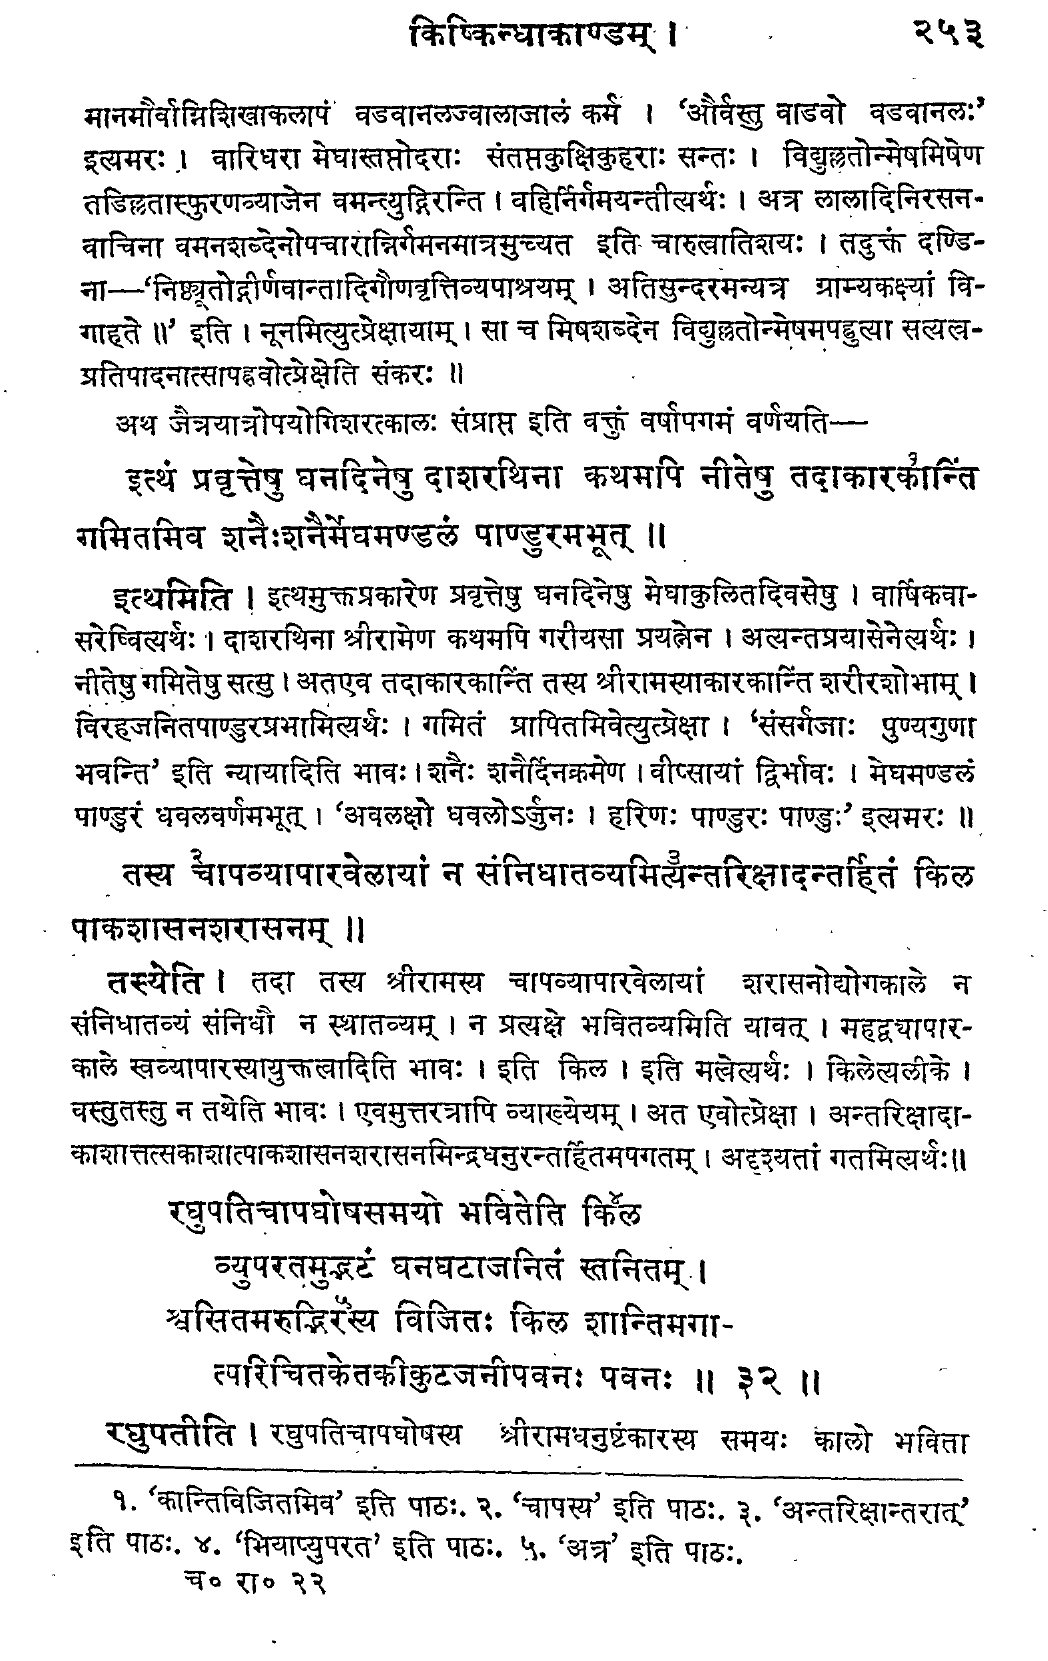 किष्किन्धाकाण्डम् । २५३
मानमौर्वाग्निशिखाकलापं वडवानलज्वालाजालं कर्म । ‘और्वस्तु वाडवो वडवानलः’
इत्यमरः । वारिधरा मेघास्तप्तोदराः संतप्तकुक्षिकुहराः सन्तः । विद्युल्लतोन्मेषमिषेण
तडिल्लतास्फुरणव्याजेन वमन्त्युद्गिरन्ति । वहिर्निर्गमयन्तीत्यर्थः । अत्र लालादिनिरसन-
वाचिना वमनशब्देनोपचारान्निर्गमनमात्रमुच्यत इति चारुत्वातिशयः । तदुक्तं दण्डि-
ना—‘निष्ठ्यूतोद्गीर्णवान्तादिगौणवृत्तिव्यपाश्रयम् । अतिसुन्दरमन्यत्र ग्राम्यकक्ष्यां वि-
गाहते ॥’ इति । नूनमित्युत्प्रेक्षायाम् । सा च मिषशब्देन विद्युल्लतोन्मेषमपह्नुत्या सत्यत्व-
प्रतिपादनात्सापह्नवोत्प्रेक्षेति संकरः ॥
अथ जैत्रयात्रोपयोगिशरत्कालः संप्राप्त इति वक्तुं वर्षापगमं वर्णयति—
इत्थं प्रवृत्तेषु घनदिनेषु दाशरथिना कथमपि नीतेषु तदाकारकान्तिं१
गमितमिव शनैःशनैर्मेघमण्डलं पाण्डुरमभूत् ॥
इत्थमिति । इत्थमुक्तप्रकारेण प्रवृत्तेषु घनदिनेषु मेघाकुलितदिवसेषु । वार्षिकवा-
सरेष्वित्यर्थः । दाशरथिना श्रीरामेण कथमपि गरीयसा प्रयत्नेन । अत्यन्तप्रयासेनेत्यर्थः ।
नीतेषु गमितेषु सत्सु । अतएव तदाकारकान्तिं तस्य श्रीरामस्याकारकान्तिं शरीरशोभाम् ।
विरहजनितपाण्डुरप्रभामित्यर्थः । गमितं प्रापितमिवेत्युत्प्रेक्षा । ‘संसर्गजाः पुण्यगुणा
भवन्ति’ इति न्यायादिति भावः । शनैः शनैर्दिनक्रमेण । वीप्सायां द्विर्भावः । मेघमण्डलं
पाण्डुरं धवलवर्णमभूत् । ‘अवलक्षो धवलोऽर्जुनः । हरिणः पाण्डुरः पाण्डुः’ इत्यमरः ॥
तस्य २चापव्यापारवेलायां न संनिधातव्यमित्य३न्तरिक्षादन्तर्हितं किल
पाकशासनशरासनम् ॥
तस्येति । तदा तस्य श्रीरामस्य चापव्यापारवेलायां शरासनोद्योगकाले न
संनिधातव्यं संनिधौ न स्थातव्यम् । न प्रत्यक्षे भवितव्यमिति यावत् । महद्व्यापार-
काले स्वव्यापारस्यायुक्तत्वादिति भावः । इति किल । इति मत्वेत्यर्थः । किलेत्यलीके ।
वस्तुतस्तु न तथेति भावः । एवमुत्तरत्रापि व्याख्येयम् । अत एवोत्प्रेक्षा । अन्तरिक्षादा-
काशात्तत्सकाशात्पाकशासनशरासनमिन्द्रधनुरन्तर्हितमपगतम् । अदृश्यतां गतमित्यर्थः॥
रघुपतिचापघोषसमयो भवितेति कि४ल
व्युपरतमुद्भटं घनघटाजनितं स्तनितम् ।
श्वसितमरुद्भिर५स्य विजितः किल शान्तिमगा-
त्परिचितकेतकीकुटजनीपवनः पवनः ॥ ३२ ॥
रघुपतीति । रघुपतिचापघोषस्य श्रीरामधनुष्टंकारस्य समयः कालो भविता
१. ‘कान्तिविजितमिव’ इति पाठः. २. ‘चापस्य’ इति पाठः. ३. ‘अन्तरिक्षान्तरात्’
इति पाठः. ४. ‘भियाप्युपरत’ इति पाठः. ५. ‘अत्र’ इति पाठः.
च० रा० २२